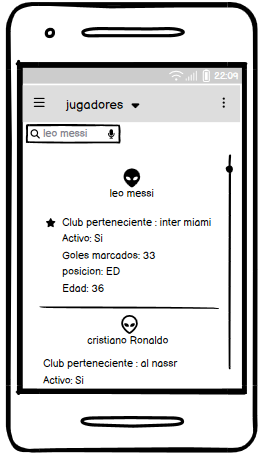 22:09
jugadores
leo messi
leo messi
Club perteneciente : inter miami
Activo: Si
Goles marcados: 33
posicion: ED
Edad: 36
cristiano Ronaldo
Club perteneciente : al nassr
Activo: Si